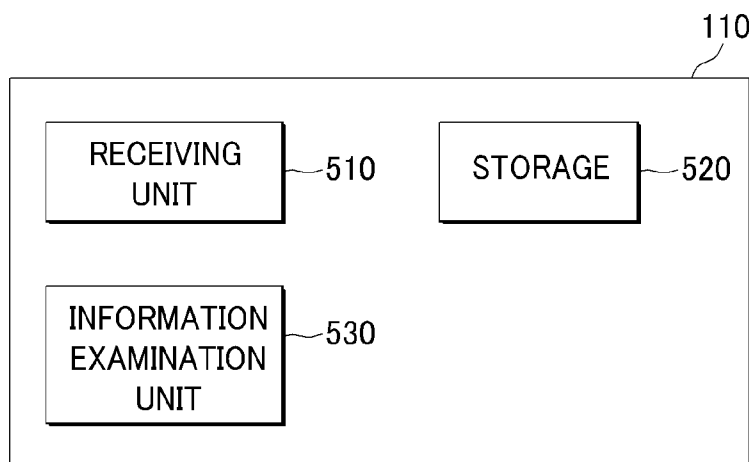 110
RECEIVING
UNIT
510
STORAGE
520
INFORMATION
EXAMINATION
UNIT
530